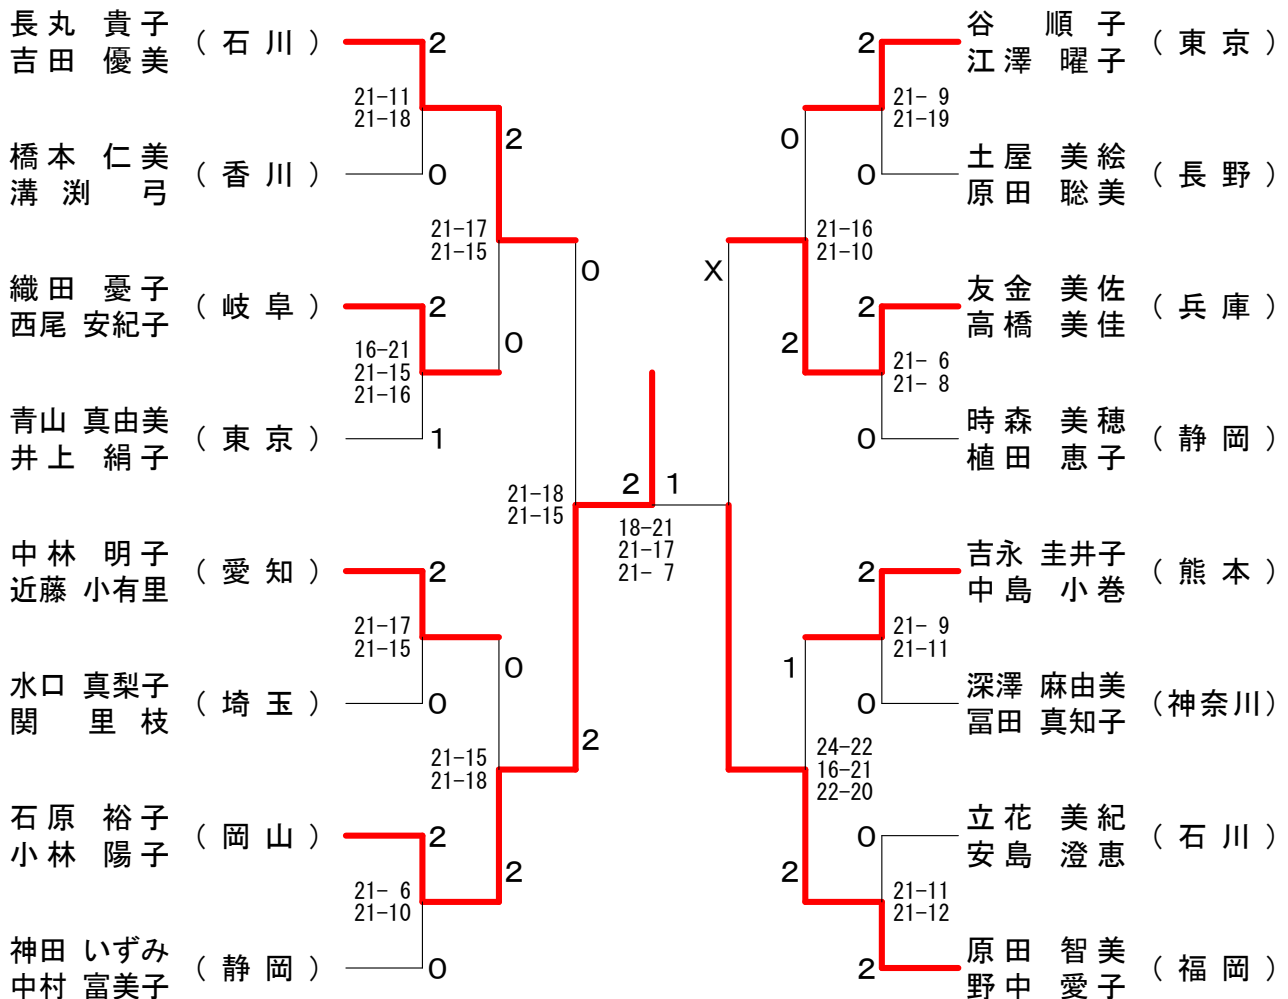 長丸 貴子
吉田 優美
(石川)
2
21-11
21-18
橋本 仁美
溝渕 弓
(香川)
0
2
21-17
21-15
織田 憂子
西尾 安紀子
(岐阜)
2
16-21
21-15
21-16
0
青山 真由美
井上 絹子
(東京)
1
0
21-18
21-15
中林 明子
近藤 小有里
(愛知)
2
21-17
21-15
水口 真梨子
関 里枝
(埼玉)
0
0
21-15
21-18
2
石原 裕子
小林 陽子
(岡山)
2
21- 6
21-10
2
神田 いずみ
中村 富美子
(静岡)
0
2 1
18-21
21-17
21- 7
谷 順子
江澤 曜子
(東京)
2
21- 9
21-19
0
土屋 美絵
原田 聡美
(長野)
0
21-16
21-10
X
友金 美佐
高橋 美佳
(兵庫)
2
2
21- 6
21- 8
時森 美穂
植田 恵子
(静岡)
0
吉永 圭井子
中島 小巻
(熊本)
2
21- 9
21-11
1
深澤 麻由美
冨田 真知子
(神奈川)
0
24-22
16-21
22-20
立花 美紀
安島 澄恵
(石川)
0
2
21-11
21-12
原田 智美
野中 愛子
(福岡)
2